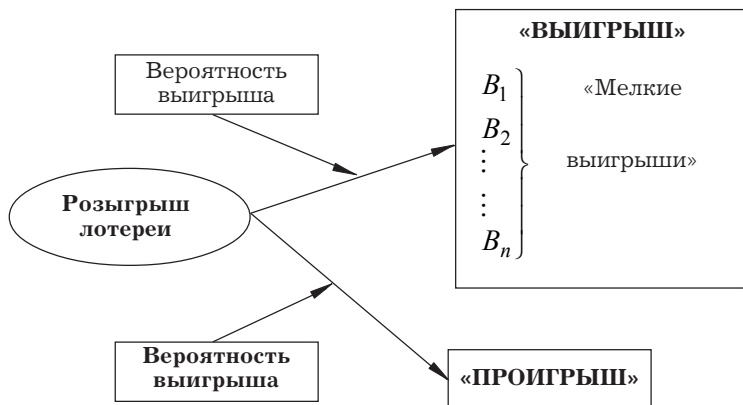 «ВЫИГРЫШ»
Вероятность
выигрыша
B1
«Мелкие
B2
⋮
выигрыши»
⋮
Bn
Розыгрыш
лотереи
Вероятность
выигрыша
«ПРОИГРЫШ»